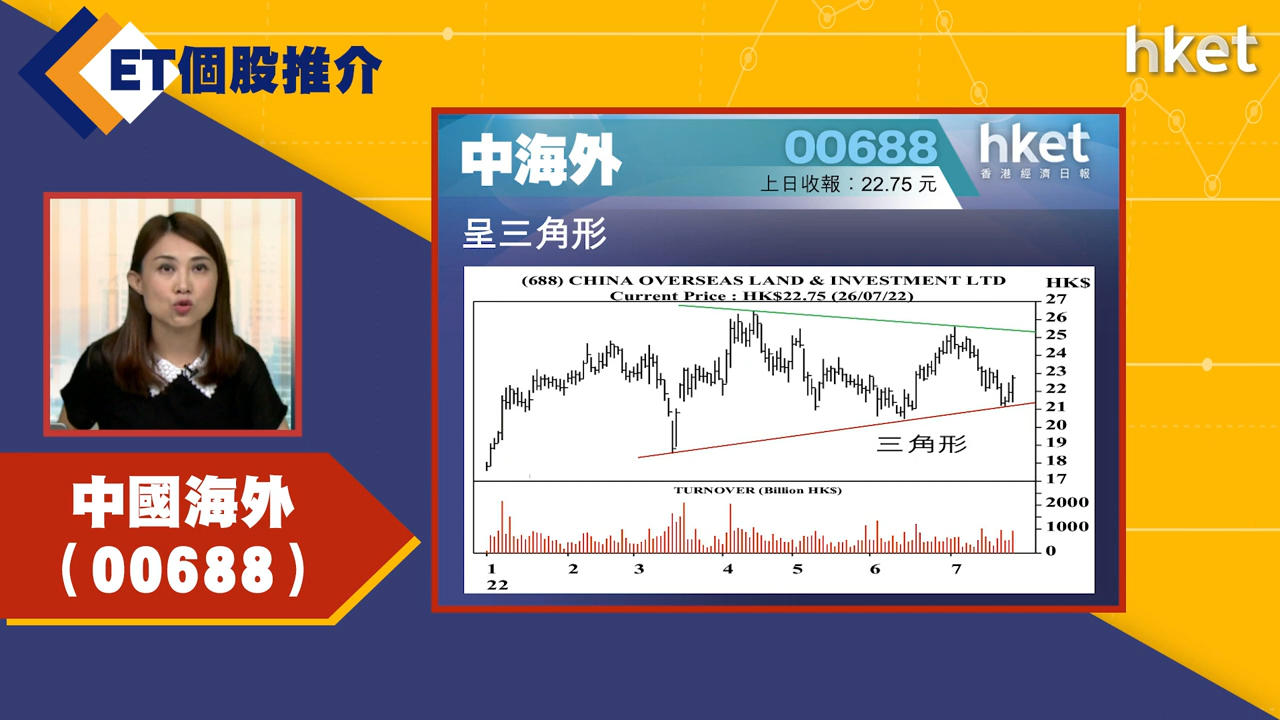 ET個股推介
hket
中海外
00688
hket
香港經濟日報
上日收報：22.75 元
呈三角形
(688) CHINA OVERSEAS LAND & INVESTMENT LTD
HK$
Current Price : HK$22.75 (26/07/22)
27
26
25
24
23
22
21
20
19
18
17
三角形
TURNOVER (Billion HK$)
2000
1000
0
1 2 3 4 5 6 7
22
中國海外
（00688）